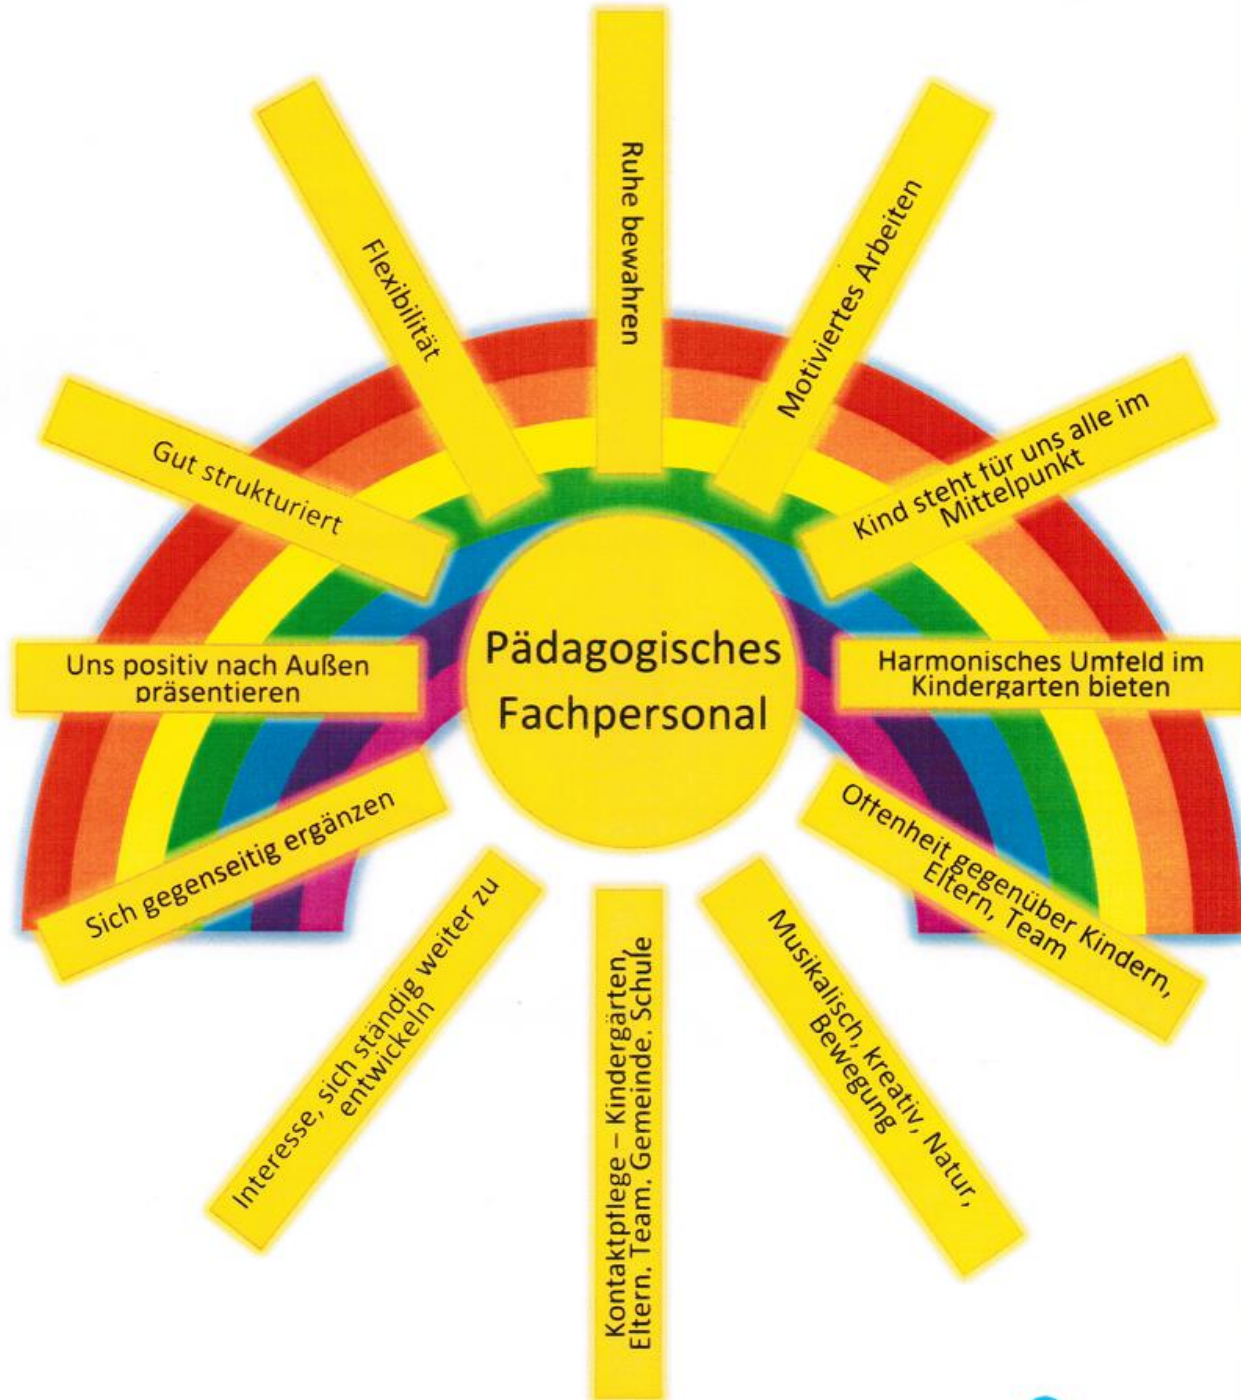 Pädagogisches
Fachpersonal
Ruhe bewahren
Motiviertes Arbeiten
Kind steht für uns alle im
Mittelpunkt
Harmonisches Umfeld im
Kindergarten bieten
Offenheit gegenüber Kindern,
Eltern, Team
Musikalisch, kreativ, Natur,
Bewegung
Kontaktpflege – Kindergärten,
Eltern, Team, Gemeinde, Schule
Interesse, sich ständig weiter zu
entwickeln
Sich gegenseitig ergänzen
Uns positiv nach Außen
präsentieren
Gut strukturiert
Flexibilität